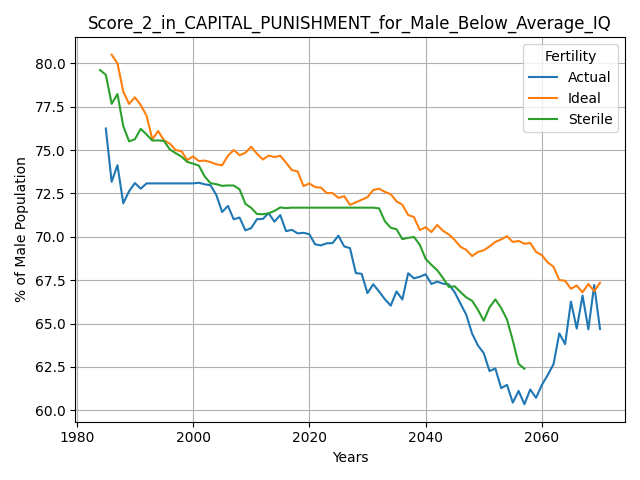 Score_2_in_CAPITAL_PUNISHMENT_for_Male_Below_Average_IQ
% of Male Population
80.0
77.5
75.0
72.5
70.0
67.5
65.0
62.5
60.0
Fertility
Actual
Ideal
Sterile
1980
2000
2020
2040
2060
Years